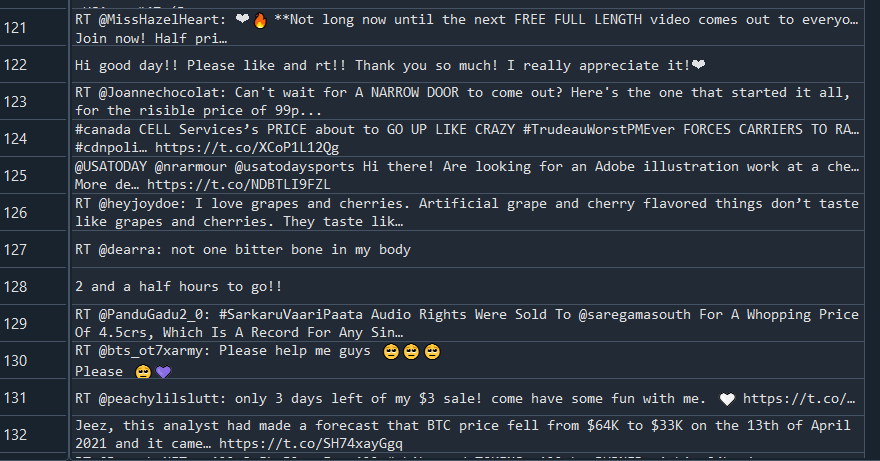 121
RT @MissHazelHeart: ❤🔥 **Not long now until the next FREE FULL LENGTH video comes out to everyo…
Join now! Half pri…
122
Hi good day!! Please like and rt!! Thank you so much! I really appreciate it!❤
123
RT @Joannechocolat: Can't wait for A NARROW DOOR to come out? Here's the one that started it all,
for the risible price of 99p...
124
#canada CELL Services’s PRICE about to GO UP LIKE CRAZY #TrudeauWorstPMEver FORCES CARRIERS TO RA…
#cdnpoli… https://t.co/XCoP1L12Qg
125
@USATODAY @nrarmour @usatodaysports Hi there! Are looking for an Adobe illustration work at a che…
More de… https://t.co/NDBTLI9FZL
126
RT @heyjoydoe: I love grapes and cherries. Artificial grape and cherry flavored things don’t taste
like grapes and cherries. They taste lik…
127
RT @dearra: not one bitter bone in my body
128
2 and a half hours to go!!
129
RT @PanduGadu2_0: #SarkaruVaariPaata Audio Rights Were Sold To @saregamasouth For A Whopping Price
Of 4.5crs, Which Is A Record For Any Sin…
130
RT @bts_ot7xarmy: Please help me guys 🥺🥺🥺
Please 🥺💜
131
RT @peachylilslutt: only 3 days left of my $3 sale! come have some fun with me. 🤍 https://t.co/…
132
Jeez, this analyst had made a forecast that BTC price fell from $64K to $33K on the 13th of April
2021 and it came… https://t.co/SH74xayGgq